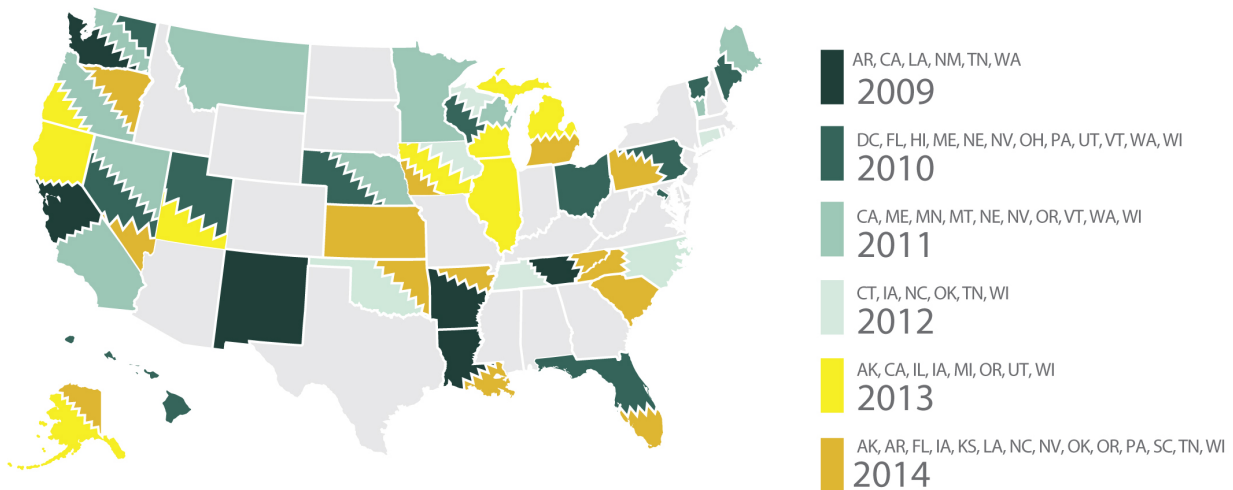 AR, CA, LA, NM, TN, WA
2009
DC, FL, HI, ME, NE, NV, OH, PA, UT, VT, WA, WI
2010
CA, ME, MN, MT, NE, NV, OR, VT, WA, WI
2011
CT, IA, NC, OK, TN, WI
2012
AK, CA, IL, IA, MI, OR, UT, WI
2013
AK, AR, FL, IA, KS, LA, NC, NV, OK, OR, PA, SC, TN, WI
2014